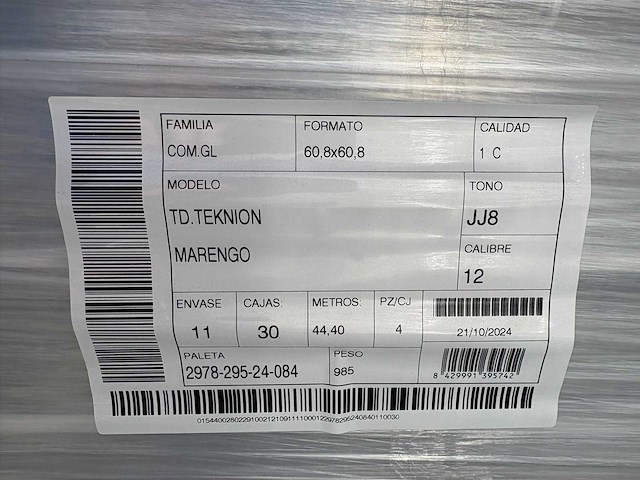 FAMILIA FORMATO CALIDAD
COM.GL 60,8x60,8 1 C
MODELO TONO
TD.TEKNION JJ8
MARENGO CALIBRE
12
ENVASE CAJAS: METROS: PZ/CJ
11 30 44,40 4 21/10/2024
PALETA PESO
2978-295-24-084 985 8 429991 395742